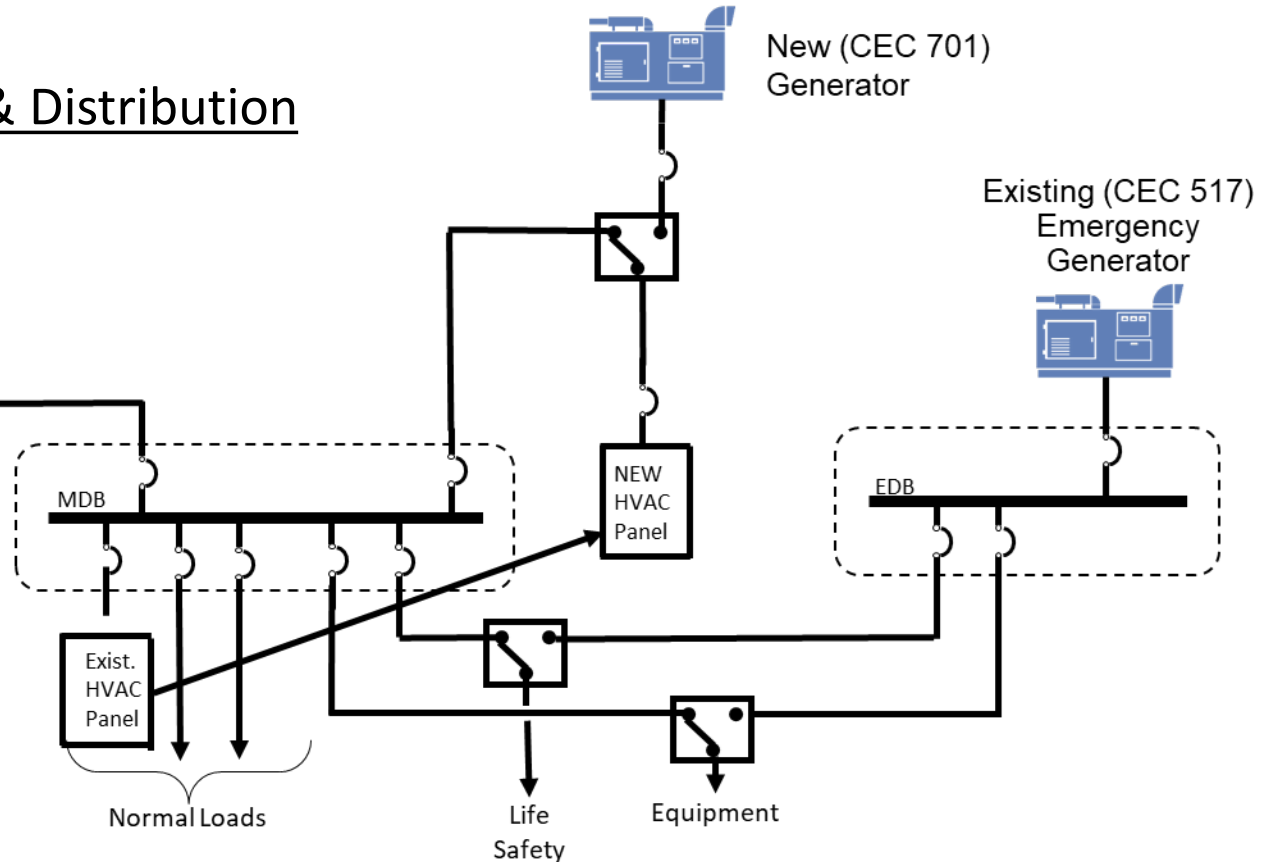 & Distribution
New (CEC 701)
Generator
Existing (CEC 517)
Emergency
Generator
MDB
NEW
HVAC
Panel
EDB
Exist.
HVAC
Panel
Normal Loads
Life
Safety
Equipment